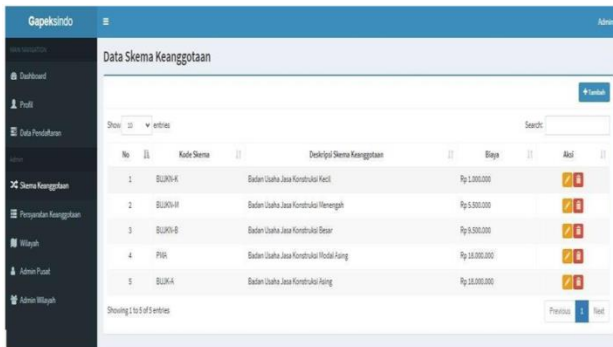 Gapeksindo
Admin
MAIN NAVIGATION
Dashboard
Profil
Data Pendaftaran
Admin
Skema Keanggotaan
Persyaratan Keanggotaan
Wilayah
Admin Pusat
Admin Wilayah
Data Skema Keanggotaan
Tambah
Show 10 entries
Search:
No Kode Skema Deskripsi Skema Keanggotaan Biaya Aksi
1 BUJKN-K Badan Usaha Jasa Konstruksi Kecil Rp 1.000.000
2 BUJKN-M Badan Usaha Jasa Konstruksi Menengah Rp 5.500.000
3 BUJKN-B Badan Usaha Jasa Konstruksi Besar Rp 9.500.000
4 PMA Badan Usaha Jasa Konstruksi Modal Asing Rp 16.000.000
5 BUJKA Badan Usaha Jasa Konstruksi Asing Rp 18.000.000
Showing 1 to 5 of 5 entries
Previous 1 Next